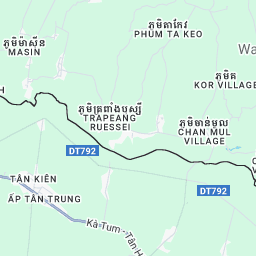 ភូមិតាកែវ
PHUM TA KEO
ភូមិម៉ាស៊ីន
MASIN
Wa
ភូមិគ
KOR VILLAGE
ភូមិត្រពាំងឫស្សី
TRAPEANG
RUESSEI
ភូមិចាន់មូល
CHAN MUL
VILLAGE
DT792
TÂN KIÊN
DT792
ẤP TÂN TRUNG
Kà Tum - Tân H